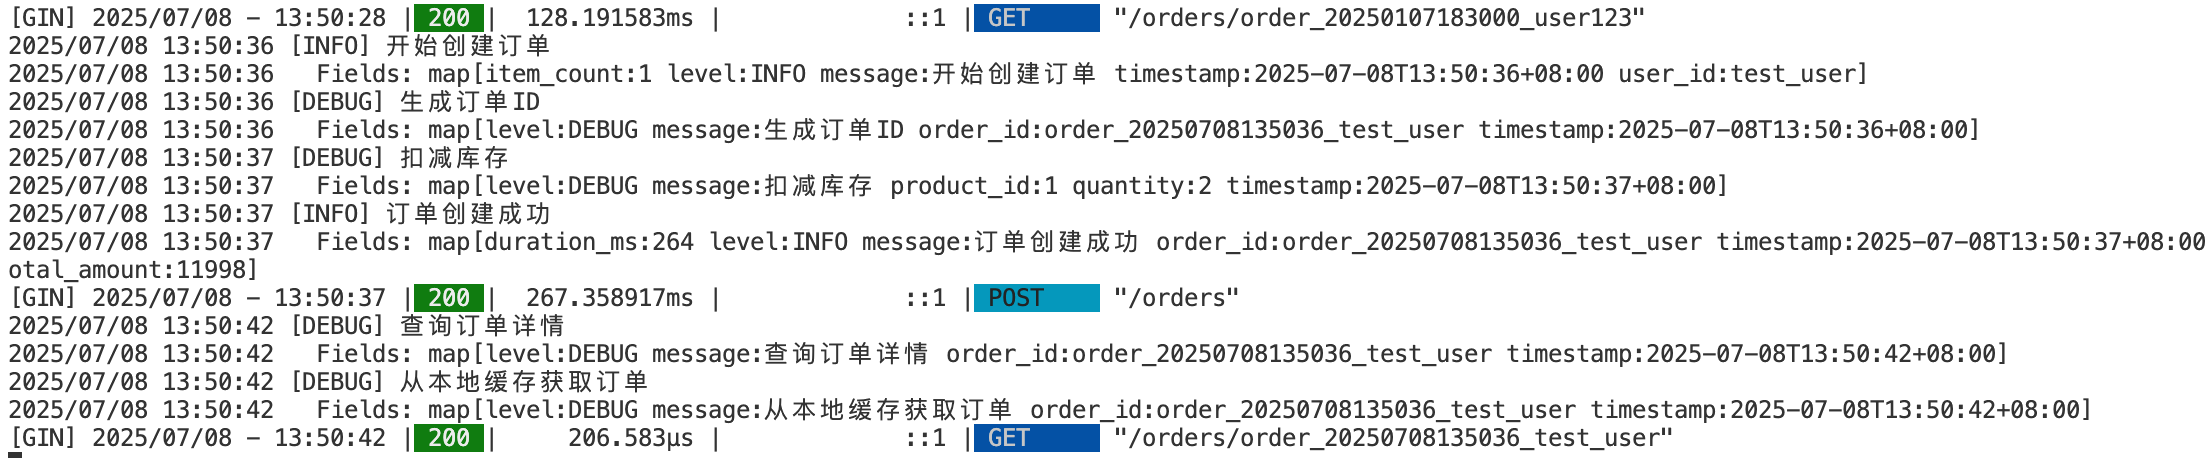 [GIN] 2025/07/08 - 13:50:28 | 200 |  128.191583ms |             ::1 | GET      "/orders/order_20250107183000_user123"
2025/07/08 13:50:36 [INFO] 开始创建订单
2025/07/08 13:50:36   Fields: map[item_count:1 level:INFO message:开始创建订单 timestamp:2025-07-08T13:50:36+08:00 user_id:test_user]
2025/07/08 13:50:36 [DEBUG] 生成订单ID
2025/07/08 13:50:36   Fields: map[level:DEBUG message:生成订单ID order_id:order_20250708135036_test_user timestamp:2025-07-08T13:50:36+08:00]
2025/07/08 13:50:37 [DEBUG] 扣减库存
2025/07/08 13:50:37   Fields: map[level:DEBUG message:扣减库存 product_id:1 quantity:2 timestamp:2025-07-08T13:50:37+08:00]
2025/07/08 13:50:37 [INFO] 订单创建成功
2025/07/08 13:50:37   Fields: map[duration_ms:264 level:INFO message:订单创建成功 order_id:order_20250708135036_test_user timestamp:2025-07-08T13:50:37+08:00
otal_amount:11998]
[GIN] 2025/07/08 - 13:50:37 | 200 |  267.358917ms |             ::1 | POST     "/orders"
2025/07/08 13:50:42 [DEBUG] 查询订单详情
2025/07/08 13:50:42   Fields: map[level:DEBUG message:查询订单详情 order_id:order_20250708135036_test_user timestamp:2025-07-08T13:50:42+08:00]
2025/07/08 13:50:42 [DEBUG] 从本地缓存获取订单
2025/07/08 13:50:42   Fields: map[level:DEBUG message:从本地缓存获取订单 order_id:order_20250708135036_test_user timestamp:2025-07-08T13:50:42+08:00]
[GIN] 2025/07/08 - 13:50:42 | 200 |     206.583µs |             ::1 | GET      "/orders/order_20250708135036_test_user"